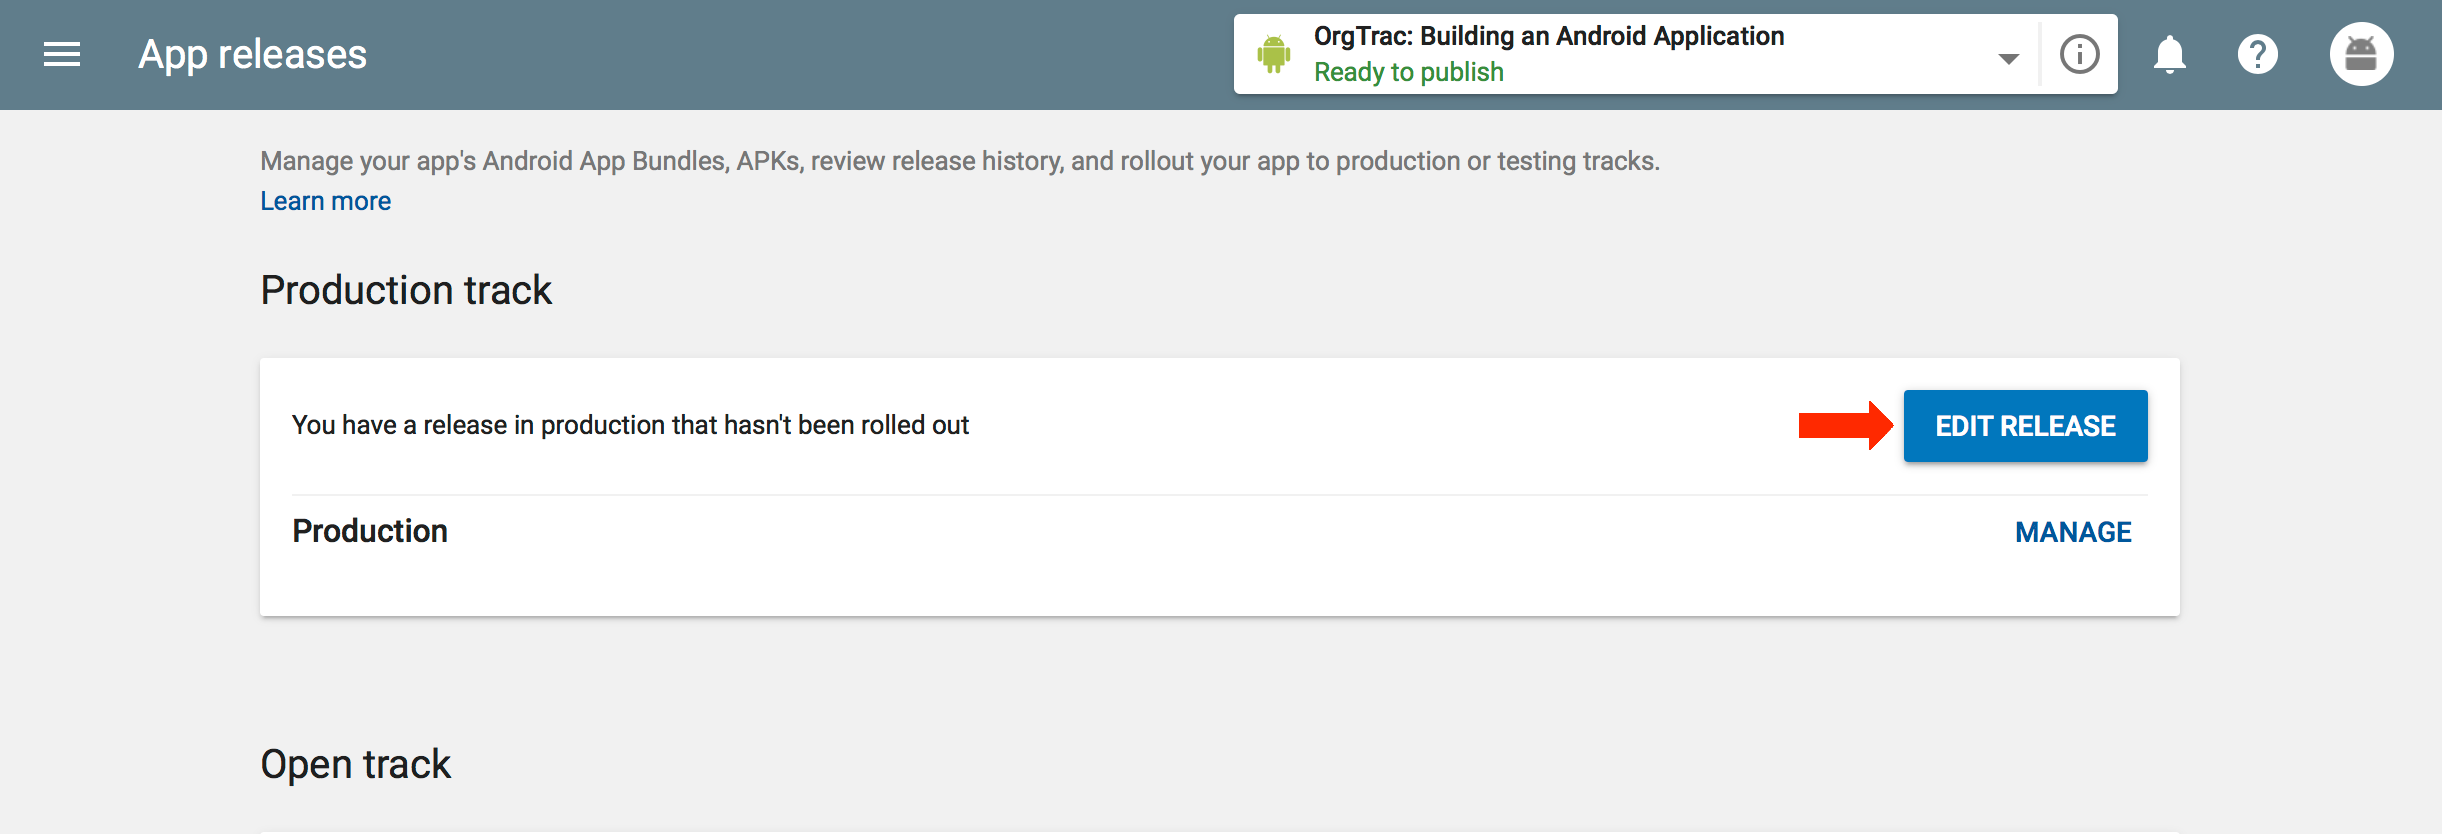 App releases
OrgTrac: Building an Android Application
Ready to publish
Manage your app's Android App Bundles, APKs, review release history, and rollout your app to production or testing tracks.
Learn more
Production track
You have a release in production that hasn't been rolled out
EDIT RELEASE
Production
MANAGE
Open track